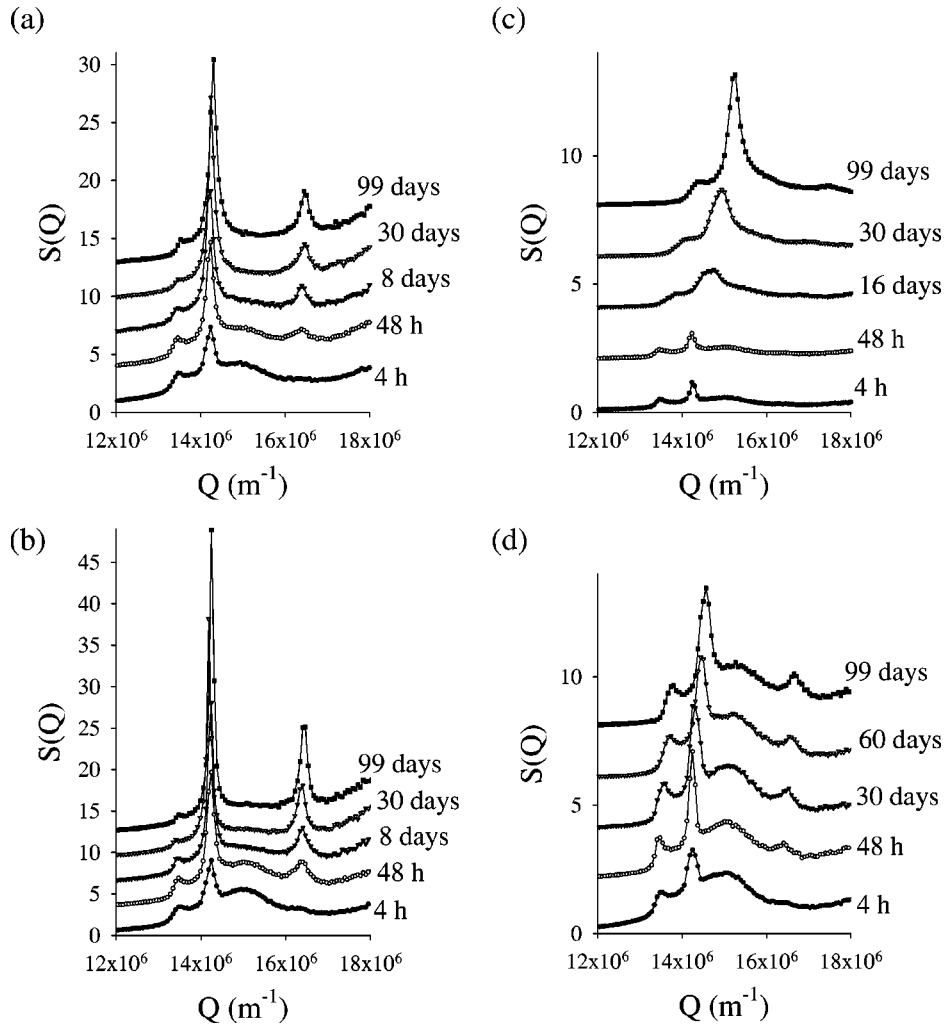 (a)
30
25
20
15
10
5
0
S(Q)
99 days
30 days
8 days
48 h
4 h
12x10⁶ 14x10⁶ 16x10⁶ 18x10⁶
Q (m⁻¹)
(c)
10
5
0
S(Q)
99 days
30 days
16 days
48 h
4 h
12x10⁶ 14x10⁶ 16x10⁶ 18x10⁶
Q (m⁻¹)
(b)
45
40
35
30
25
20
15
10
5
0
S(Q)
99 days
30 days
8 days
48 h
4 h
12x10⁶ 14x10⁶ 16x10⁶ 18x10⁶
Q (m⁻¹)
(d)
10
5
0
S(Q)
99 days
60 days
30 days
48 h
4 h
12x10⁶ 14x10⁶ 16x10⁶ 18x10⁶
Q (m⁻¹)